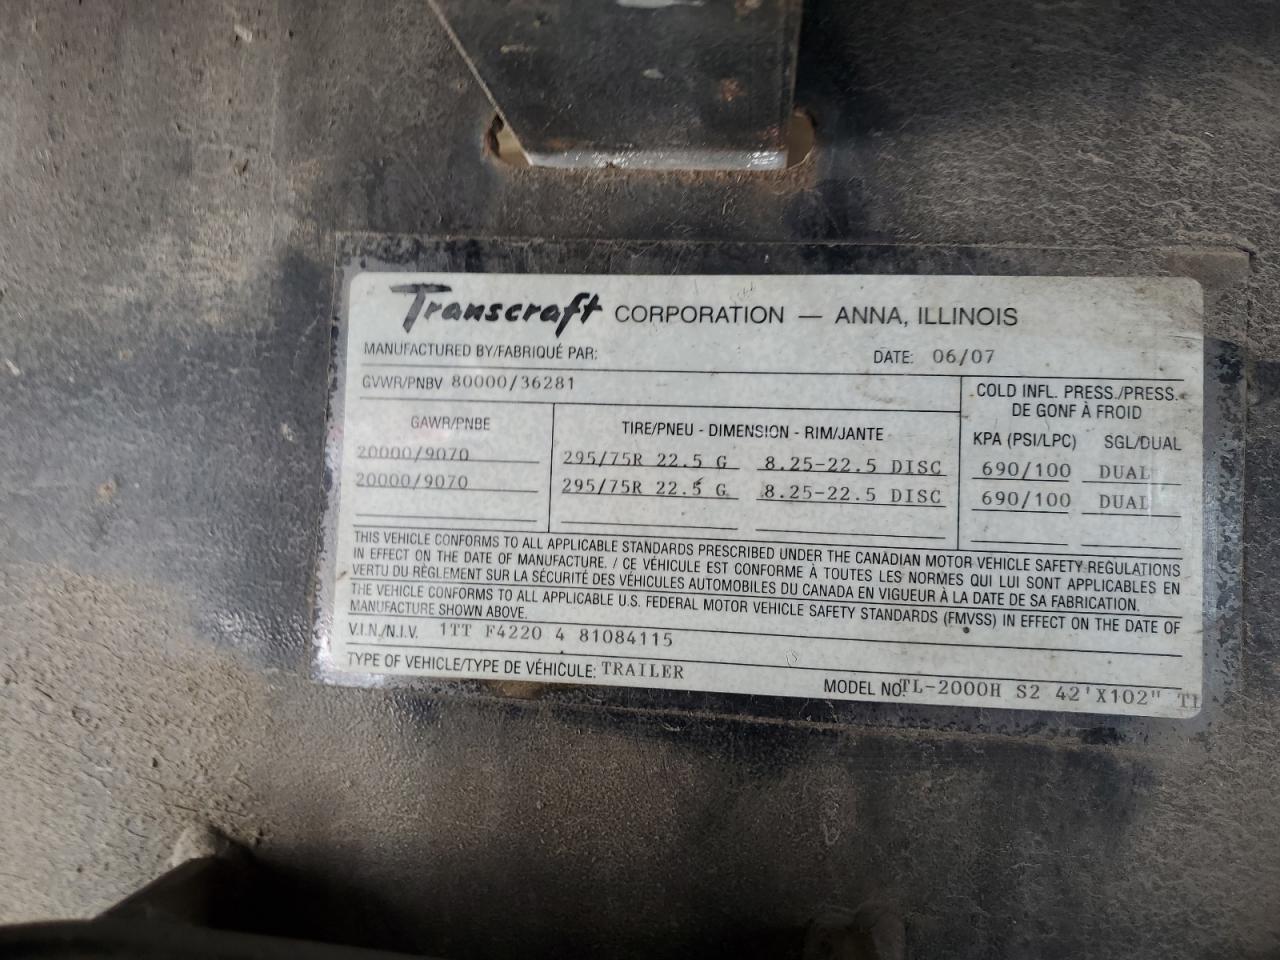 Transcraft CORPORATION — ANNA, ILLINOIS
MANUFACTURED BY/FABRIQUÉ PAR: DATE: 06/07
GVWR/PNBV 80000/36281
COLD INFL. PRESS./PRESS.
DE GONF À FROID
GAWR/PNBE TIRE/PNEU - DIMENSION - RIM/JANTE KPA (PSI/LPC) SGL/DUAL
20000/9070 295/75R 22.5 G 8.25-22.5 DISC 690/100 DUAL
20000/9070 295/75R 22.5 G 8.25-22.5 DISC 690/100 DUAL
THIS VEHICLE CONFORMS TO ALL APPLICABLE STANDARDS PRESCRIBED UNDER THE CANADIAN MOTOR VEHICLE SAFETY REGULATIONS
IN EFFECT ON THE DATE OF MANUFACTURE. / CE VÉHICULE EST CONFORME À TOUTES LES NORMES QUI LUI SONT APPLICABLES EN
VERTU DU RÈGLEMENT SUR LA SÉCURITÉ DES VÉHICULES AUTOMOBILES DU CANADA EN VIGUEUR À LA DATE DE SA FABRICATION.
THE VEHICLE CONFORMS TO ALL APPLICABLE U.S. FEDERAL MOTOR VEHICLE SAFETY STANDARDS (FMVSS) IN EFFECT ON THE DATE OF
MANUFACTURE SHOWN ABOVE.
V.I.N./N.I.V. 1TT F4220 4 81084115
TYPE OF VEHICLE/TYPE DE VÉHICULE: TRAILER
MODEL NO. TL-2000H S2 42'X102" TL